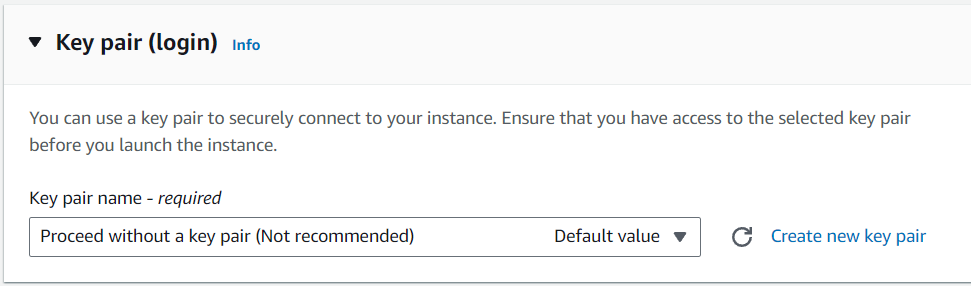 Key pair (login) Info
You can use a key pair to securely connect to your instance. Ensure that you have access to the selected key pair
before you launch the instance.
Key pair name - required
Proceed without a key pair (Not recommended) Default value Create new key pair